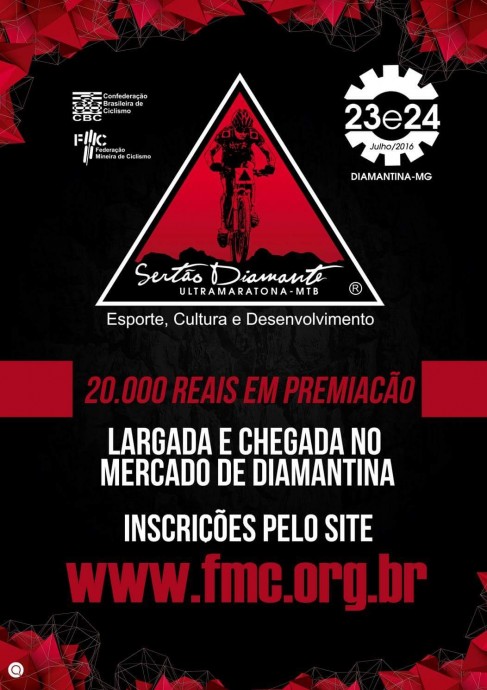 Confederação
Brasileira de
Ciclismo
CBC
FMC
Federação
Mineira de Ciclismo
23e24
Julho/2016
DIAMANTINA-MG
Sertão Diamante
ULTRAMARATONA-MTB
®
Esporte, Cultura e Desenvolvimento
20.000 REAIS EM PREMIACÃO
LARGADA E CHEGADA NO
MERCADO DE DIAMANTINA
INSCRIÇÕES PELO SITE
www.fmc.org.br